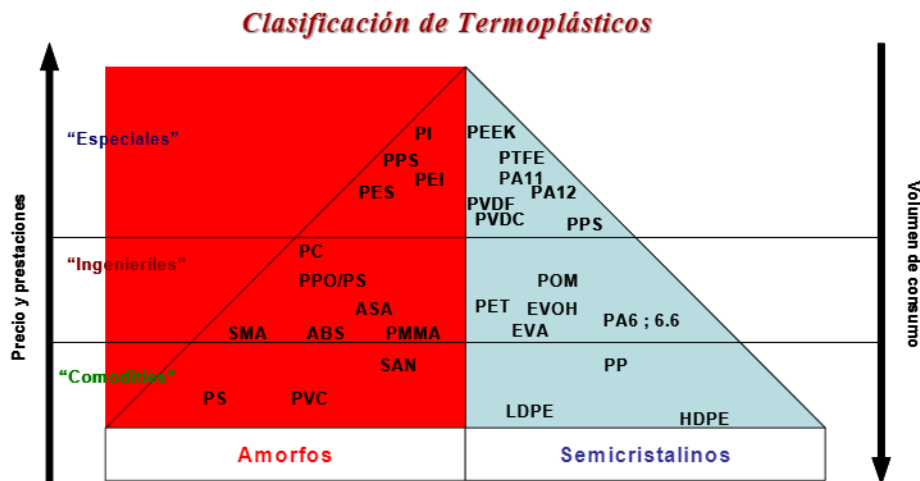 Clasificación de Termoplásticos
Precio y prestaciones
Volumen de consumo
“Especiales”
PI
PEEK
PPS
PTFE
PEI
PA11
PES
PA12
PVDF
PVDC
PPS
“Ingenieriles”
PC
PPO/PS
POM
ASA
PET
EVOH
PA6 ; 6.6
SMA
ABS
PMMA
EVA
“Comodities”
SAN
PP
PS
PVC
LDPE
HDPE
Amorfos
Semicristalinos